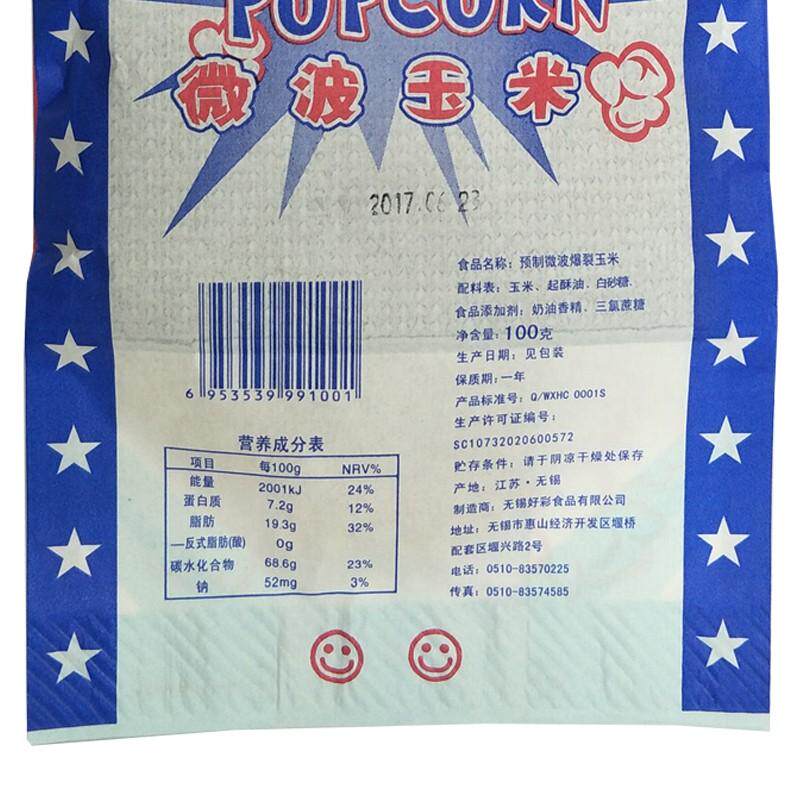 POPCORN
微波玉米
2017.06.23
食品名称：预制微波爆裂玉米
配料表：玉米、起酥油、白砂糖、
食品添加剂：奶油香精、三氯蔗糖
净含量：100克
生产日期：见包装
保质期：一年
产品标准号：Q/WXHC 0001S
生产许可证编号：
SC10732020600572
贮存条件：请于阴凉干燥处保存
产地：江苏·无锡
制造商：无锡好彩食品有限公司
地址：无锡市惠山经济开发区堰桥
配套区堰兴路2号
电话：0510-83570225
传真：0510-83574585
6 953539 991001
营养成分表
项目 每100g NRV%
能量 2001kJ 24%
蛋白质 7.2g 12%
脂肪 19.3g 32%
—反式脂肪(酸) 0g
碳水化合物 68.6g 23%
钠 52mg 3%